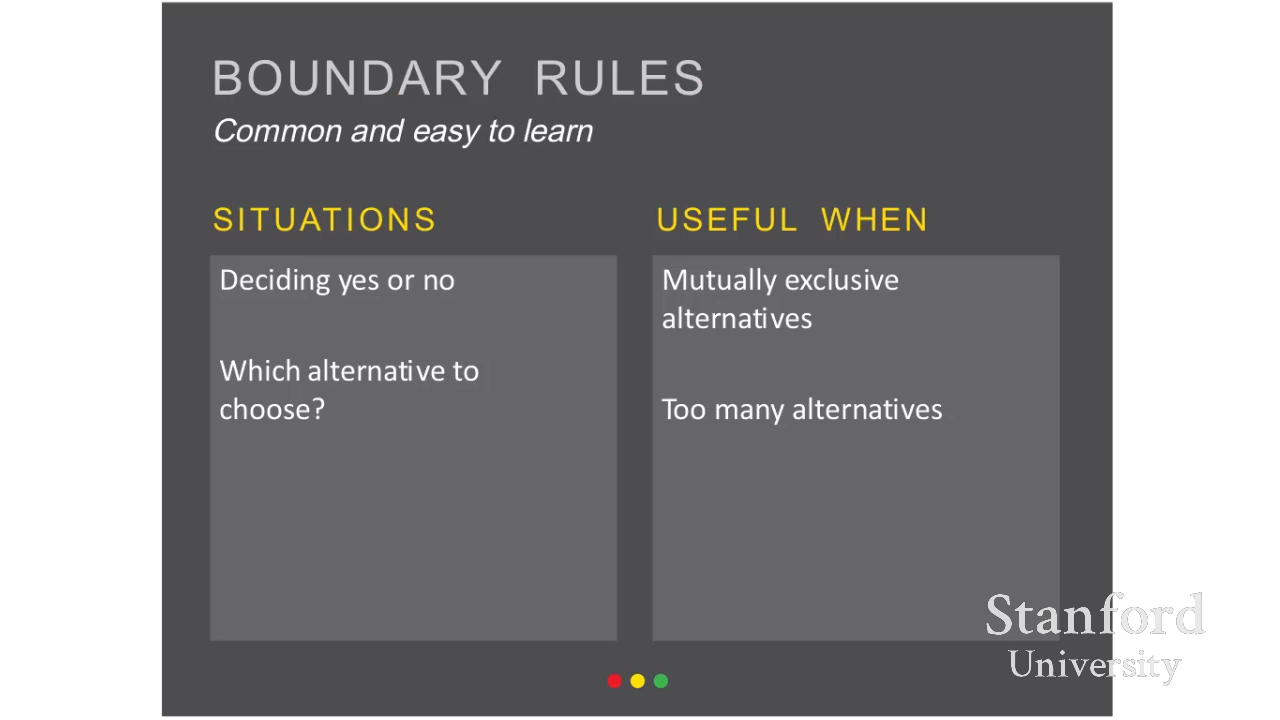 BOUNDARY RULES
Common and easy to learn
SITUATIONS
Deciding yes or no
Which alternative to
choose?
USEFUL WHEN
Mutually exclusive
alternatives
Too many alternatives
Stanford
University